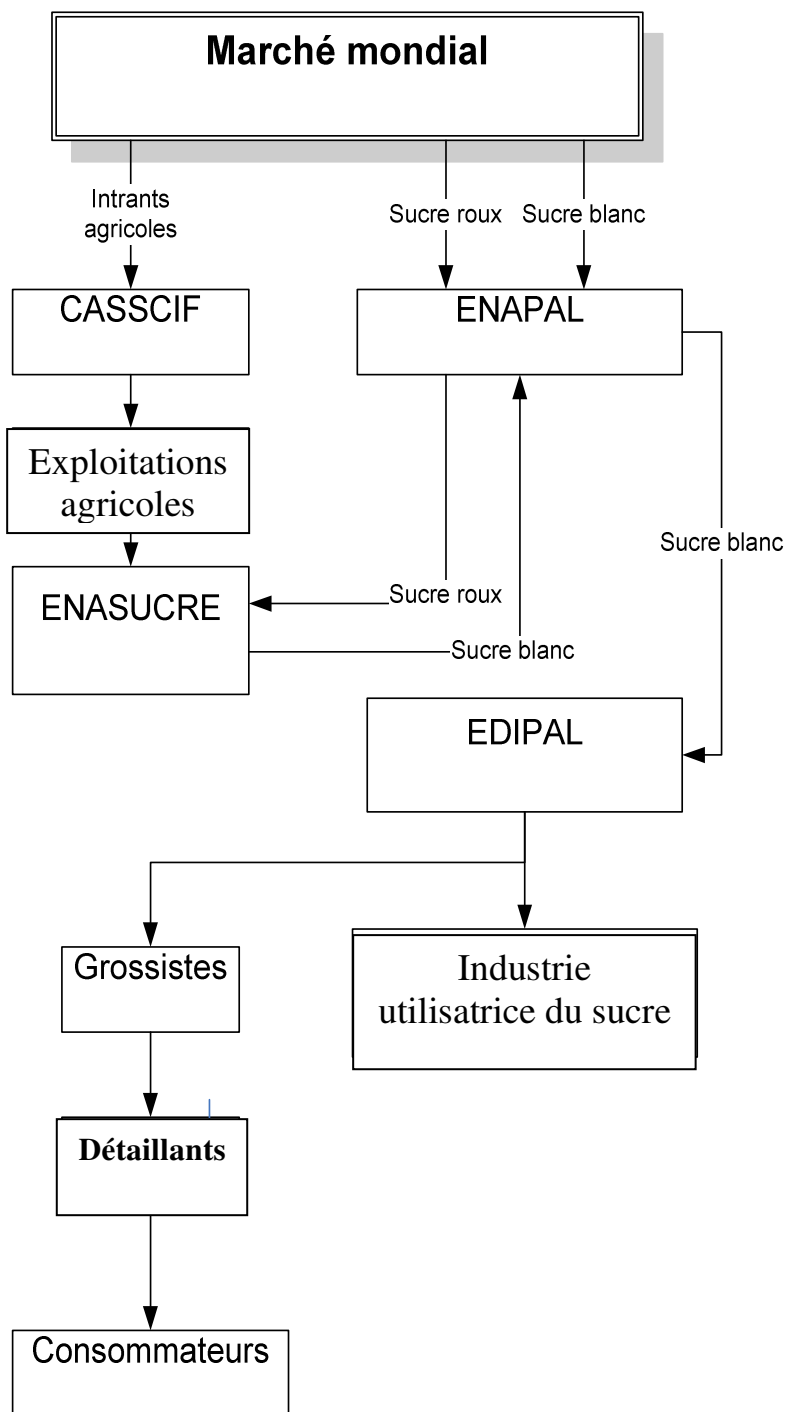 Marché mondial
Intrants
agricoles
Sucre roux
Sucre blanc
CASSCIF
ENAPAL
Exploitations
agricoles
Sucre blanc
ENASUCRE
Sucre roux
Sucre blanc
EDIPAL
Grossistes
Industrie
utilisatrice du sucre
Détaillants
Consommateurs